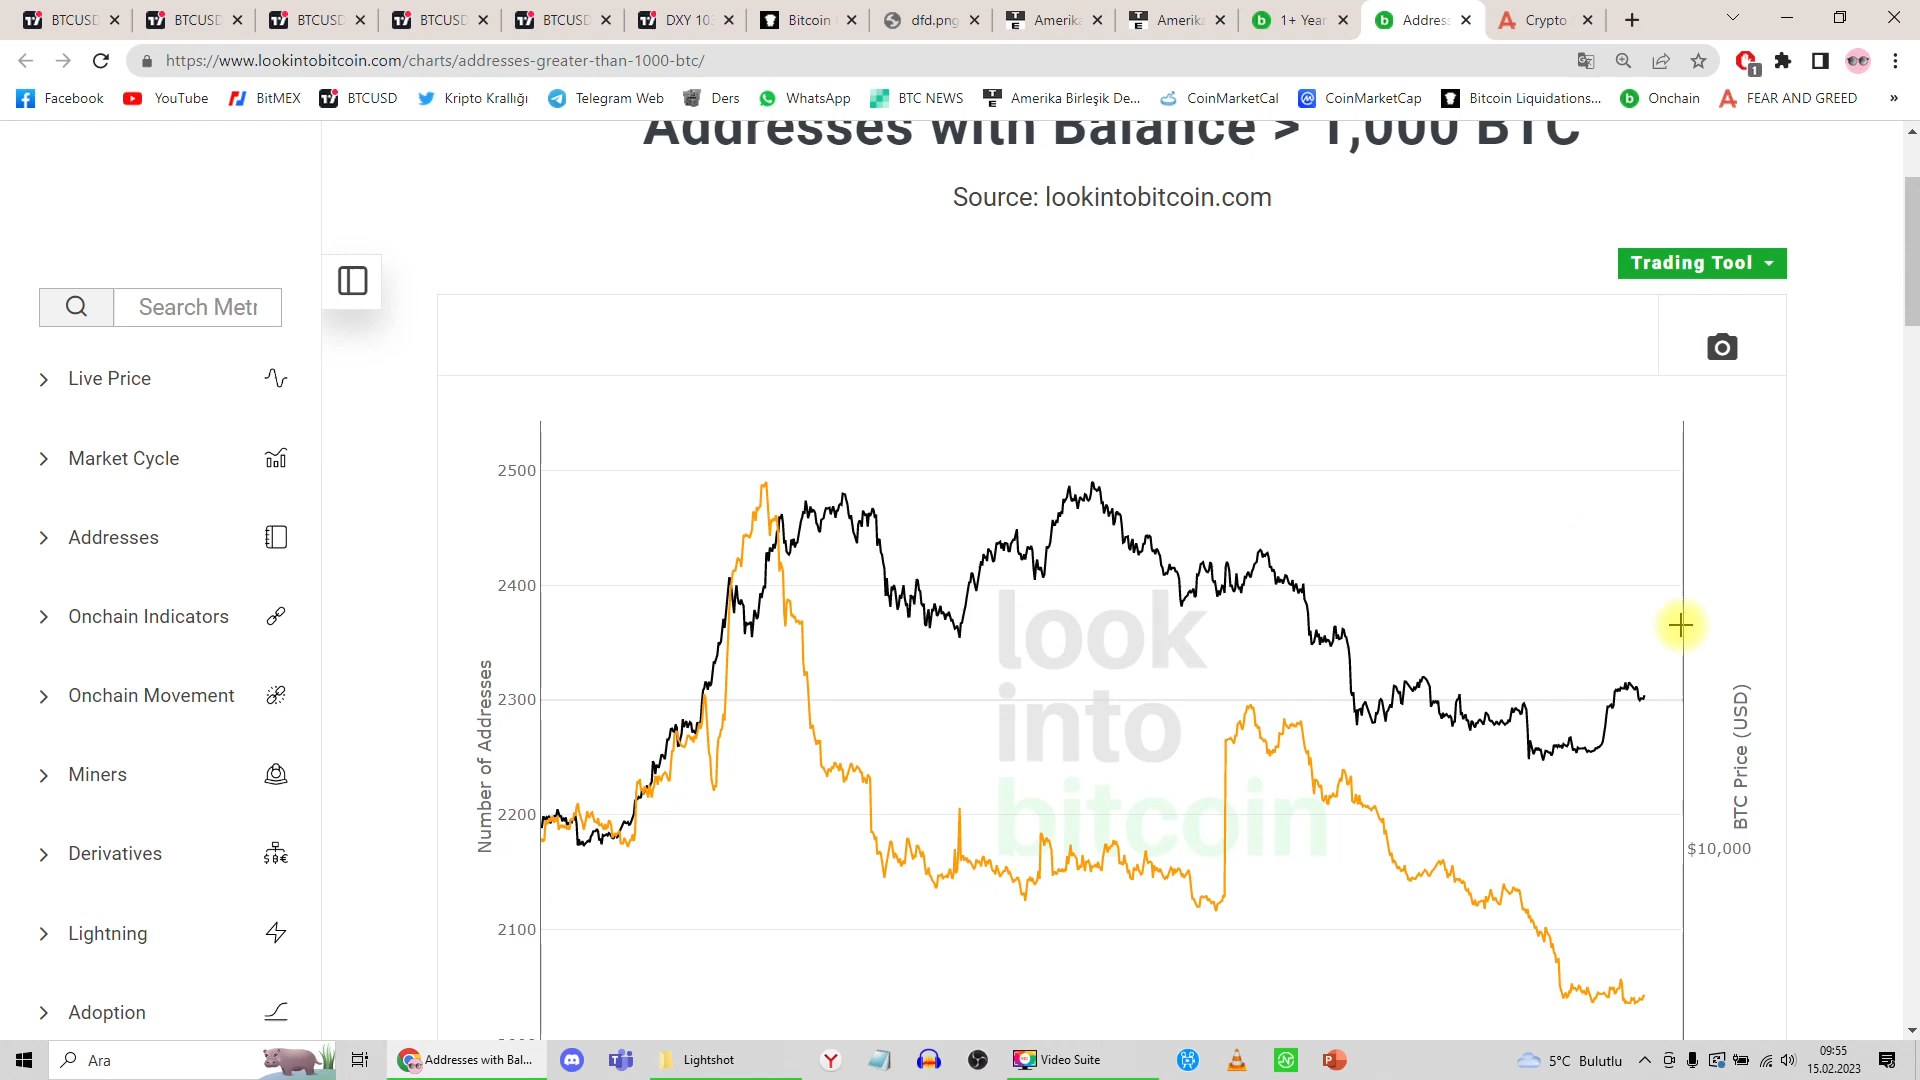 BTCUSD
BTCUSD
BTCUSD
BTCUSD
BTCUSD
DXY 103
Bitcoin
dfd.png
Amerika
Amerika
1+ Year
Address
Crypto
https://www.lookintobitcoin.com/charts/addresses-greater-than-1000-btc/
1
Facebook
YouTube
BitMEX
BTCUSD
Kripto Krallığı
Telegram Web
Ders
WhatsApp
BTC NEWS
Amerika Birleşik De...
CoinMarketCal
CoinMarketCap
Bitcoin Liquidations...
Onchain
FEAR AND GREED
»
Addresses with Balance > 1,000 BTC
Source: lookintobitcoin.com
Trading Tool
Search Metr
Live Price
Market Cycle
Addresses
Onchain Indicators
Onchain Movement
Miners
Derivatives
Lightning
Adoption
2500
2400
2300
2200
2100
Number of Addresses
look
into
bitcoin
BTC Price (USD)
$10,000
Ara
Addresses with Bal...
Lightshot
Video Suite
5°C Bulutlu
09:55
15.02.2023